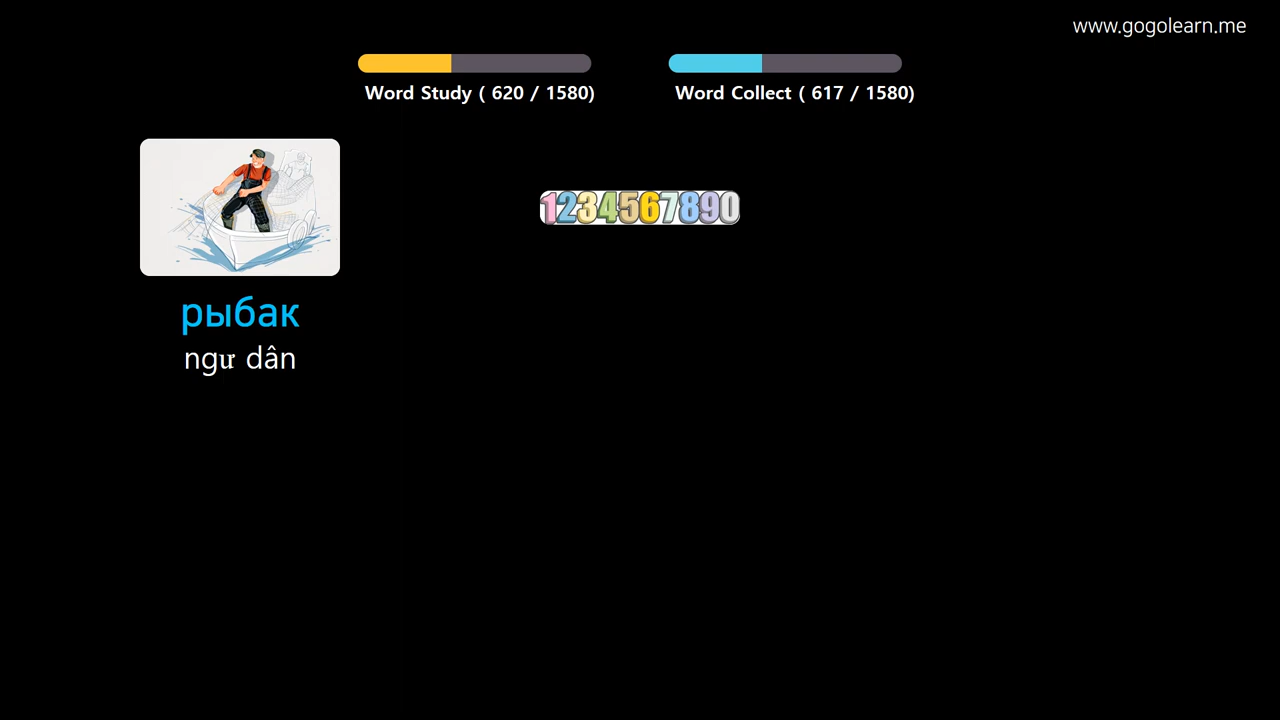 www.gogolearn.me
Word Study ( 620 / 1580)
Word Collect ( 617 / 1580)
1234567890
рыбак
ngư dân